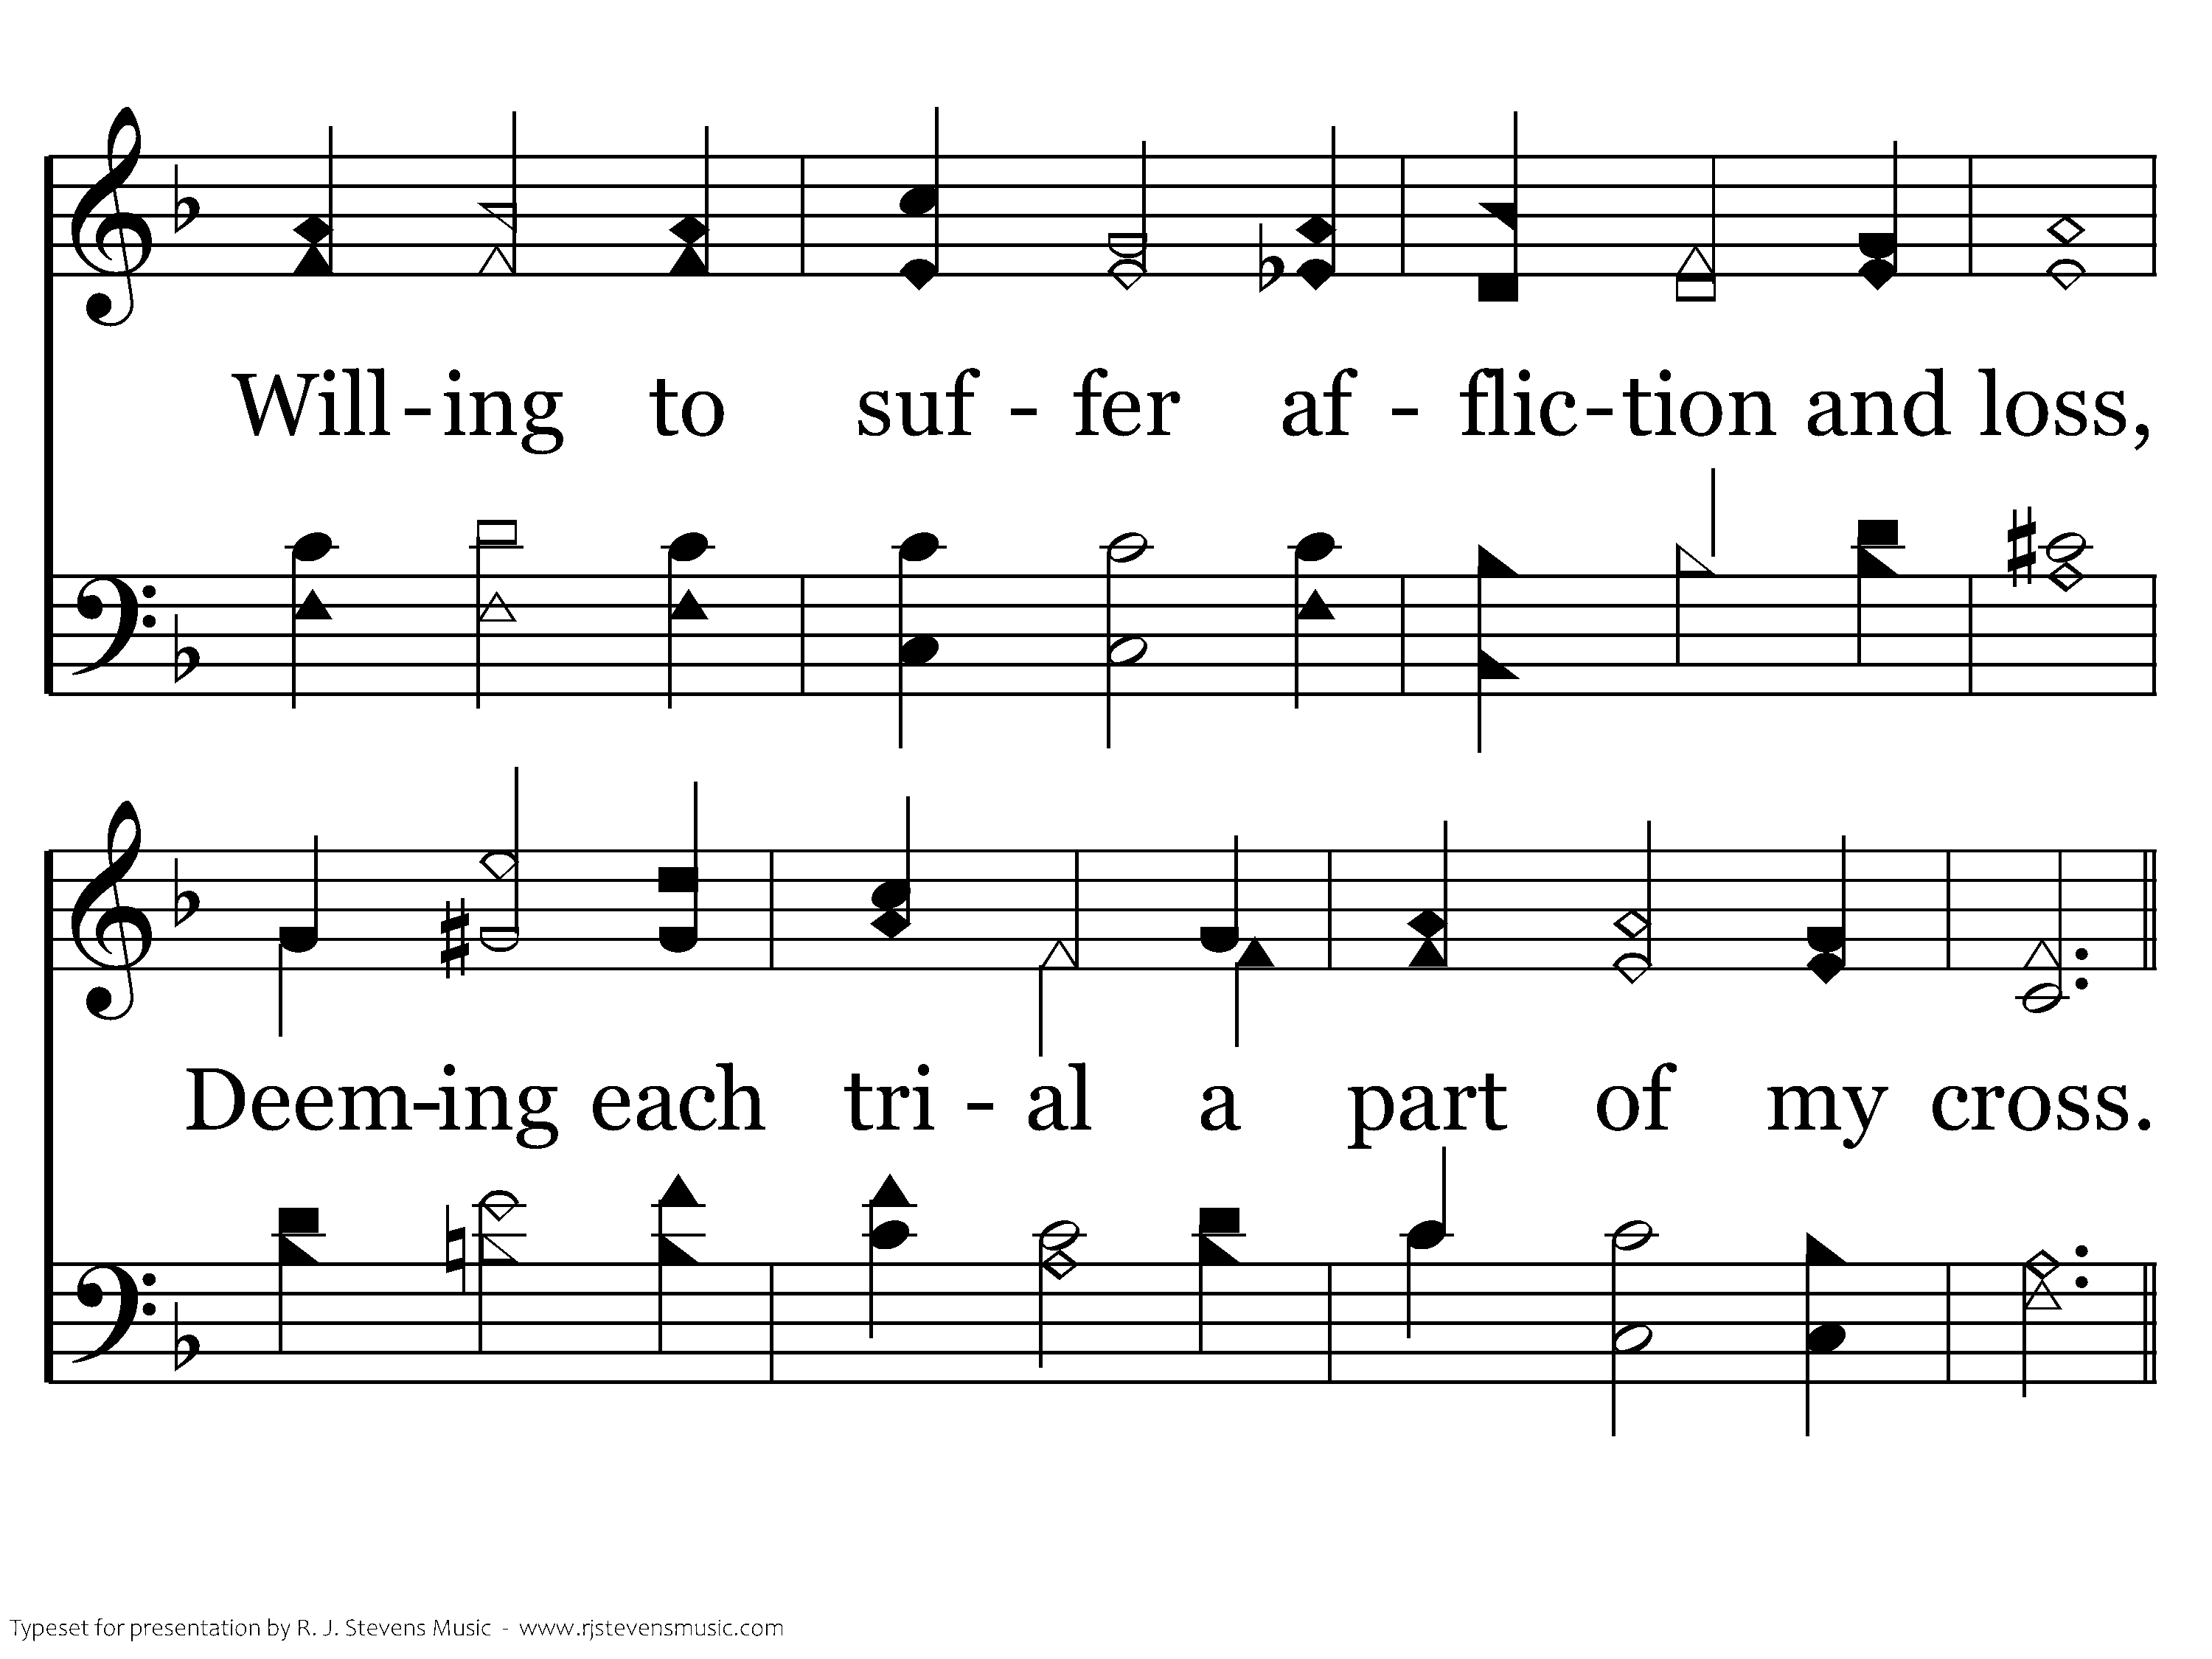 Will-ing to suf - fer af - flic-tion and loss,
Deem-ing each tri - al a part of my cross.
Typeset for presentation by R. J. Stevens Music - www.rjstevensmusic.com